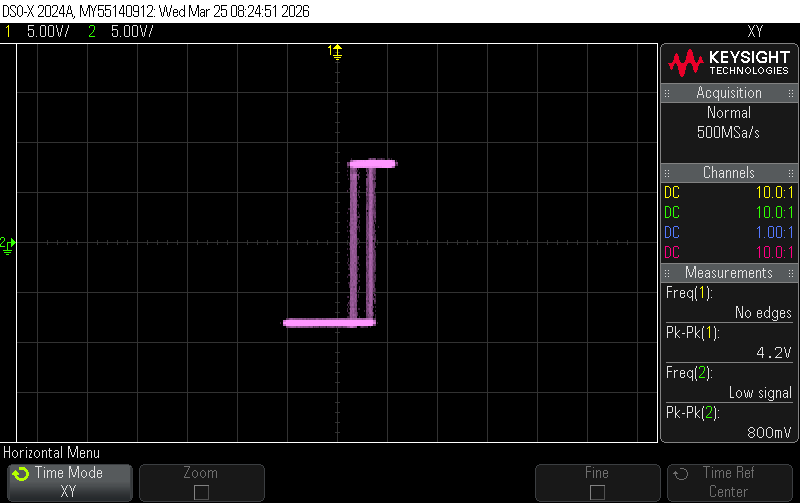 DSO-X 2024A, MY55140912: Wed Mar 25 08:24:51 2026
1 5.00V/ 2 5.00V/ XY
1
2
KEYSIGHT
TECHNOLOGIES
Acquisition
Normal
500MSa/s
Channels
DC 10.0:1
DC 10.0:1
DC 1.00:1
DC 10.0:1
Measurements
Freq(1):
No edges
Pk-Pk(1):
4.2V
Freq(2):
Low signal
Pk-Pk(2):
800mV
Horizontal Menu
Time Mode
XY
Zoom
Fine
Time Ref
Center